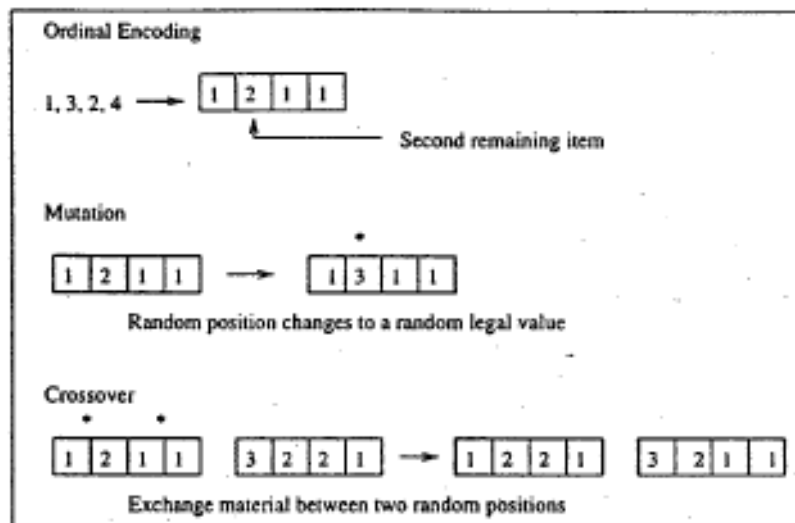 Ordinal Encoding
1, 3, 2, 4
1 2 1 1
Second remaining item
Mutation
*
1 2 1 1
1 3 1 1
Random position changes to a random legal value
Crossover
* *
1 2 1 1
3 2 2 1
1 2 2 1
3 2 1 1
Exchange material between two random positions